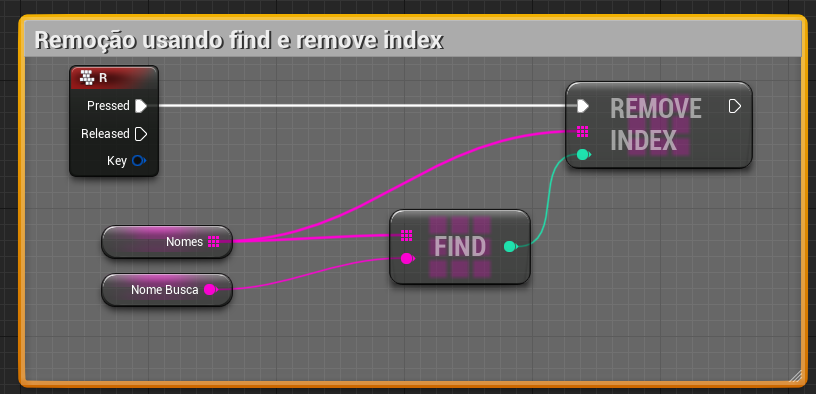 Remoção usando find e remove index
R
Pressed
Released
Key
REMOVE
INDEX
Nomes
FIND
Nome Busca